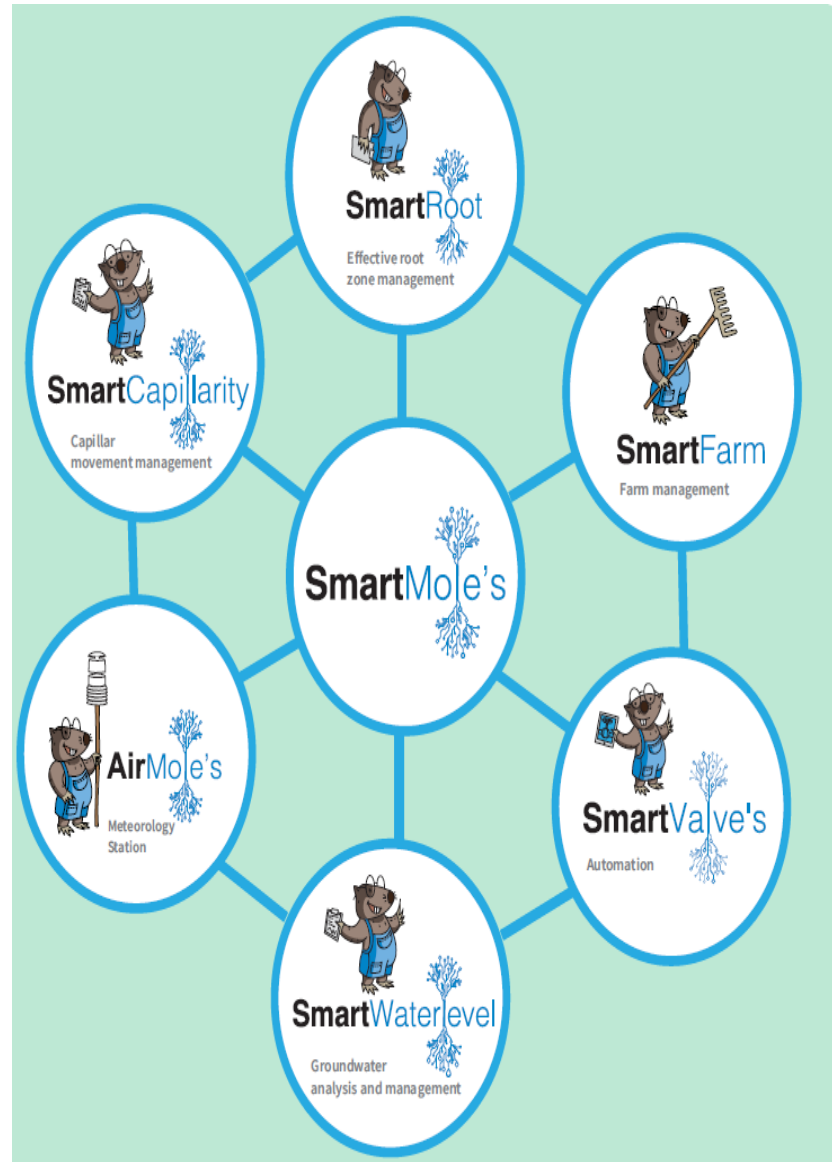 SmartRoot
Effective root
zone management
SmartCapillarity
Capillar
movement management
SmartFarm
Farm management
SmartMole's
AirMole's
Meteorology
Station
SmartValve's
Automation
SmartWaterlevel
Groundwater
analysis and management